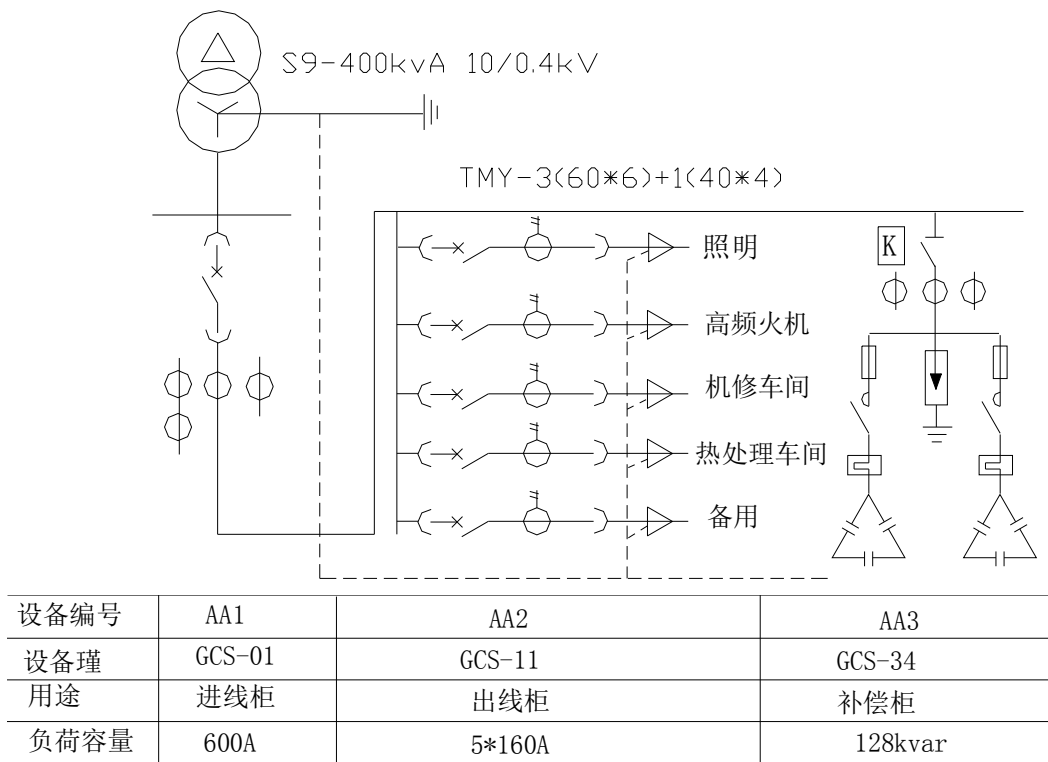 S9-400kvA 10/0.4kV
TMY-3(60*6)+1(40*4)
照明
K
高频火机
机修车间
热处理车间
备用
设备编号 AA1 AA2 AA3
设备瑾 GCS-01 GCS-11 GCS-34
用途 进线柜 出线柜 补偿柜
负荷容量 600A 5*160A 128kvar